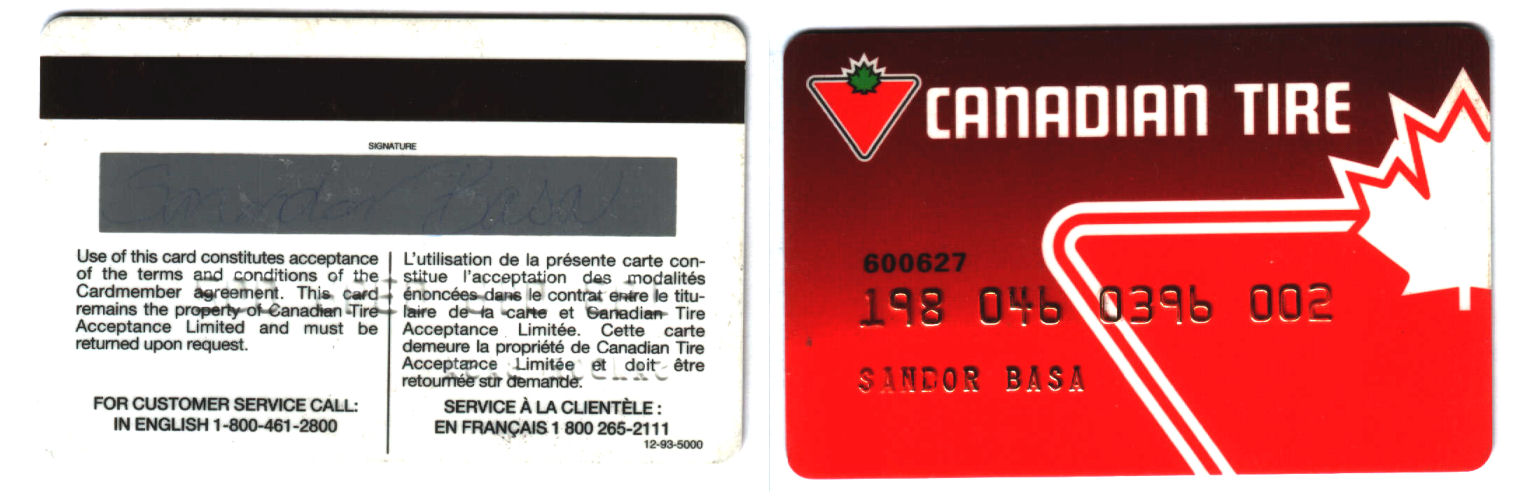 SIGNATURE
Sandor Basa
Use of this card constitutes acceptance
of the terms and conditions of the
Cardmember agreement. This card
remains the property of Canadian Tire
Acceptance Limited and must be
returned upon request.
FOR CUSTOMER SERVICE CALL:
IN ENGLISH 1-800-461-2800
L'utilisation de la présente carte con-
stitue l'acceptation des modalités
énoncées dans le contrat entre le titu-
laire de la carte et Canadian Tire
Acceptance Limitée. Cette carte
demeure la propriété de Canadian Tire
Acceptance Limitée et doit être
retournée sur demande.
SERVICE À LA CLIENTÈLE :
EN FRANÇAIS 1 800 265-2111
12-93-5000
CANADIAN TIRE
600627
198 046 0396 002
SANDOR BASA